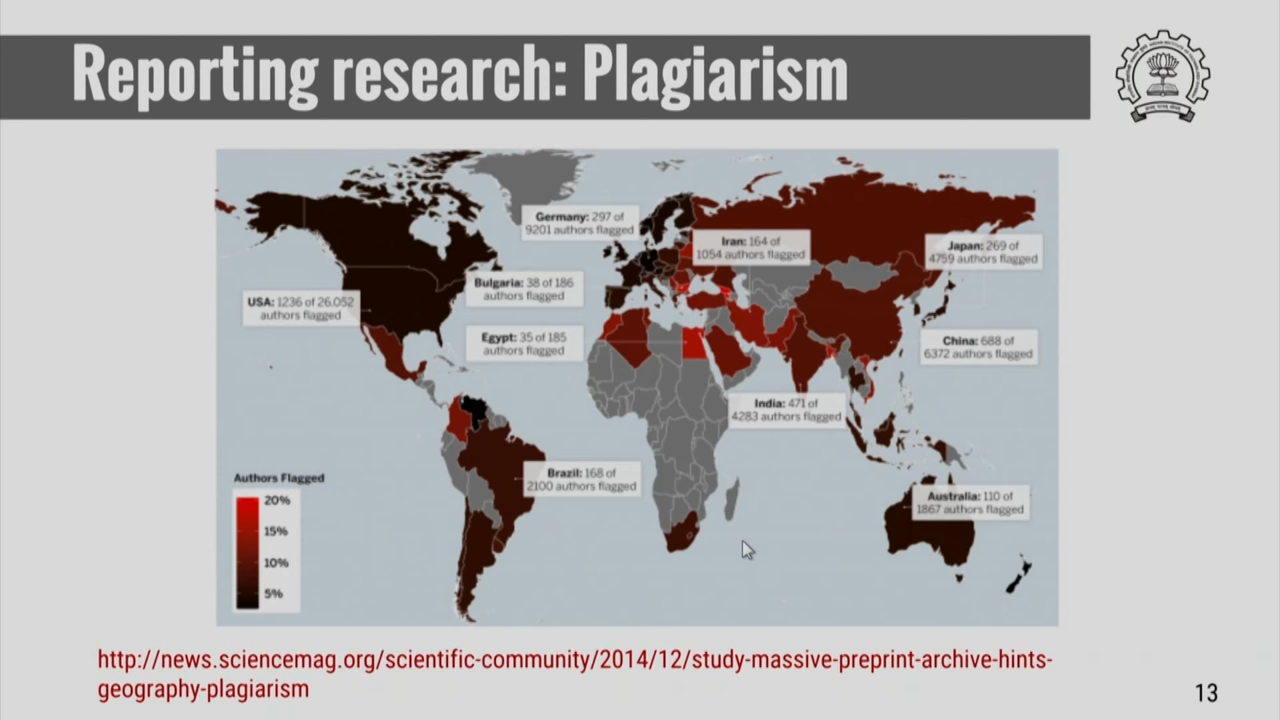 Reporting research: Plagiarism
Germany: 297 of
9201 authors flagged
Iran: 164 of
1054 authors flagged
Japan: 269 of
4759 authors flagged
Bulgaria: 38 of 186
authors flagged
USA: 1236 of 26.052
authors flagged
Egypt: 35 of 185
authors flagged
China: 688 of
6372 authors flagged
India: 471 of
4283 authors flagged
Brazil: 168 of
2100 authors flagged
Australia: 110 of
1867 authors flagged
Authors Flagged
20%
15%
10%
5%
http://news.sciencemag.org/scientific-community/2014/12/study-massive-preprint-archive-hints-
geography-plagiarism
13